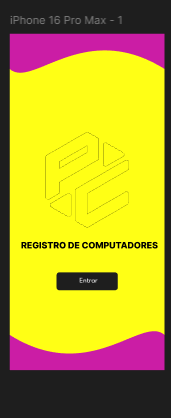 iPhone 16 Pro Max - 1
REGISTRO DE COMPUTADORES
Entrar